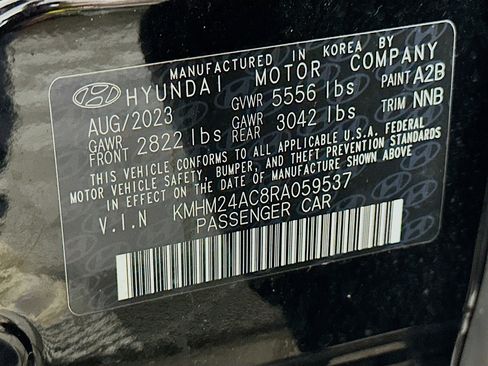 MANUFACTURED IN KOREA BY
HYUNDAI MOTOR COMPANY
AUG/2023 GVWR 5556 lbs PAINT A2B
GAWR FRONT 2822 lbs GAWR REAR 3042 lbs TRIM NNB
THIS VEHICLE CONFORMS TO ALL APPLICABLE U.S.A. FEDERAL
MOTOR VEHICLE SAFETY, BUMPER, AND THEFT PREVENTION STANDARDS
IN EFFECT ON THE DATE OF MANUFACTURE SHOWN ABOVE.
V.I.N KMHM24AC8RA059537
PASSENGER CAR